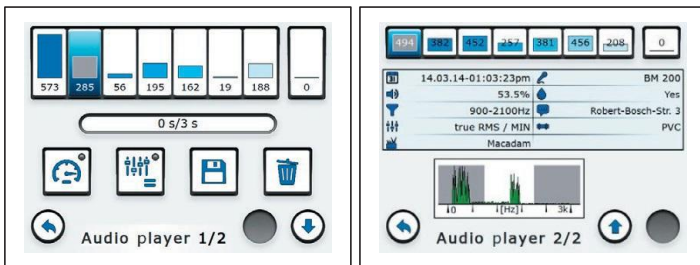 573 285 56 195 162 19 188 0
0 s/3 s
Audio player 1/2
494 382 452 257 381 456 208 0
31 14.03.14-01:03:23pm BM 200
53.5% Yes
900-2100Hz Robert-Bosch-Str. 3
true RMS / MIN PVC
Macadam
0 [Hz] 3k
Audio player 2/2